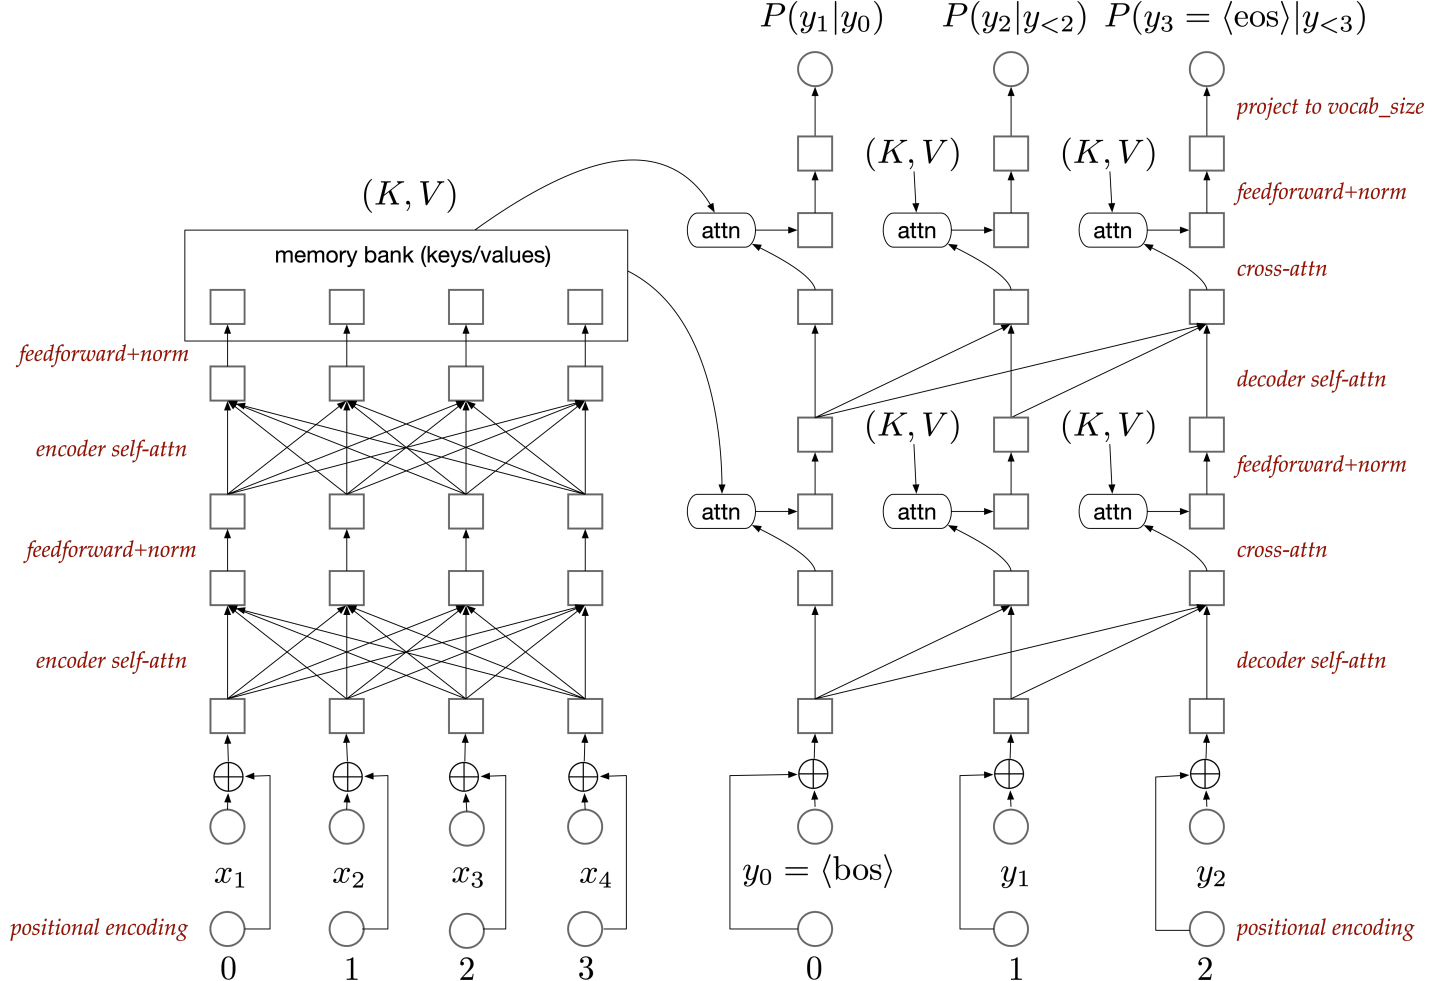 P(y₁|y₀) P(y₂|y<₂) P(y₃ = ⟨eos⟩|y<₃)
project to vocab_size
(K, V) (K, V)
(K, V) feedforward+norm
attn attn attn
memory bank (keys/values)
cross-attn
feedforward+norm
decoder self-attn
(K, V) (K, V)
encoder self-attn feedforward+norm
attn attn attn
feedforward+norm cross-attn
encoder self-attn decoder self-attn
x₁ x₂ x₃ x₄ y₀ = ⟨bos⟩ y₁ y₂
positional encoding positional encoding
0 1 2 3 0 1 2